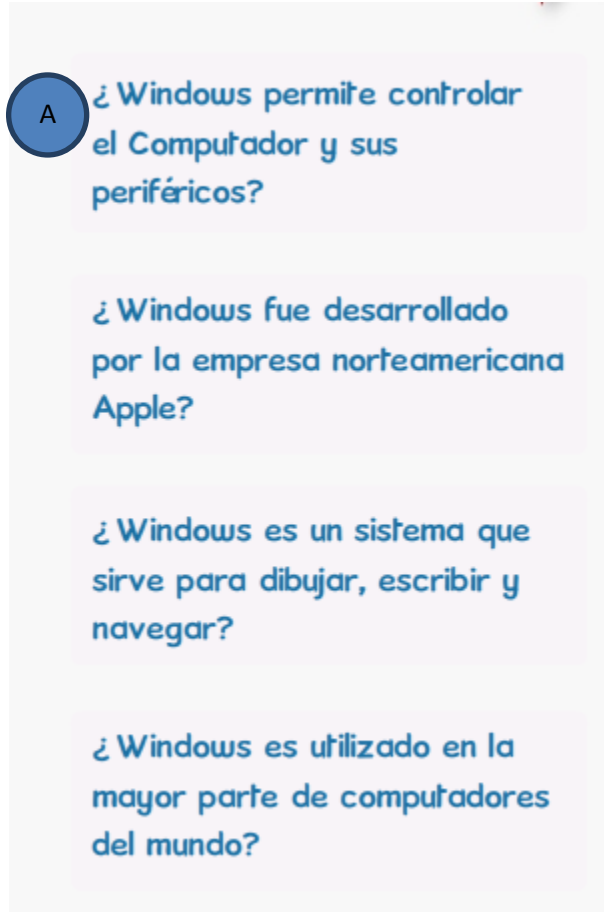 A
¿ Windows permite controlar
el Computador y sus
periféricos?
¿ Windows fue desarrollado
por la empresa norteamericana
Apple?
¿ Windows es un sistema que
sirve para dibujar, escribir y
navegar?
¿ Windows es utilizado en la
mayor parte de computadores
del mundo?